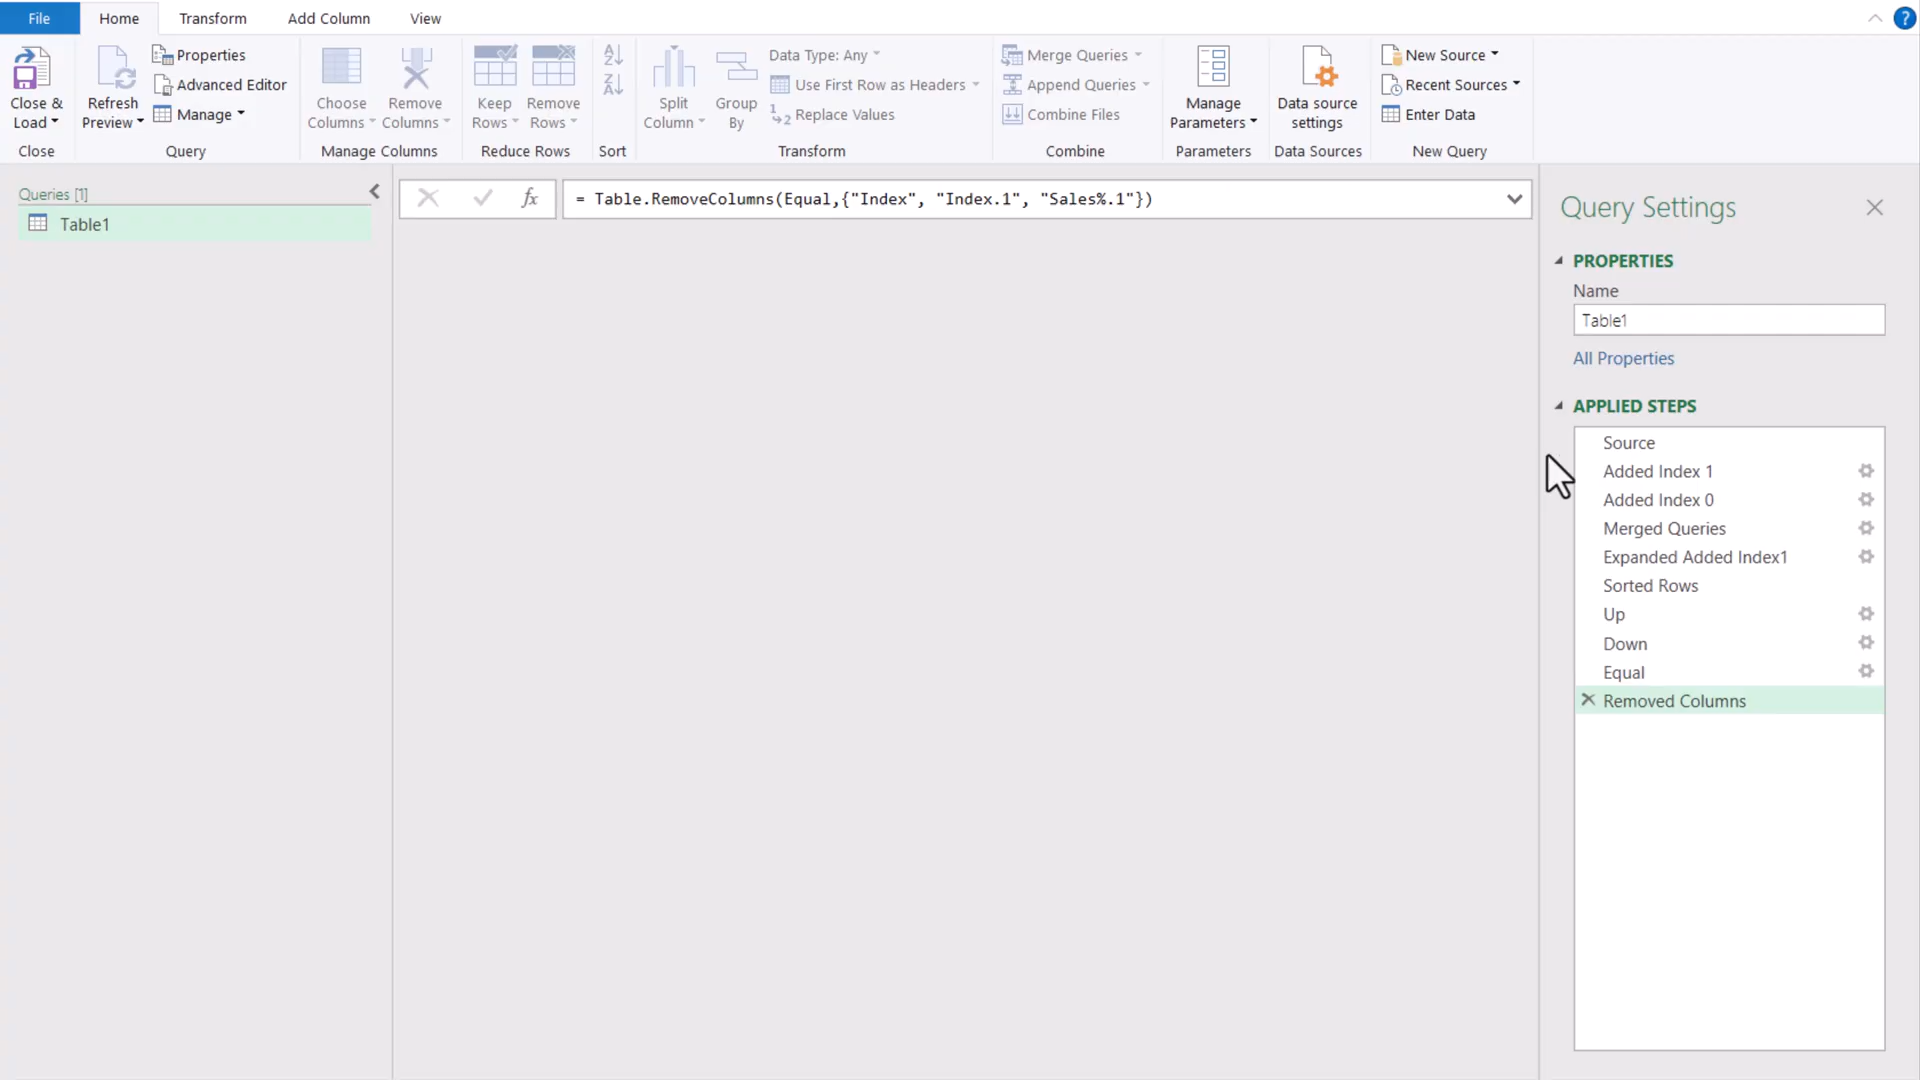 File
Home
Transform
Add Column
View
?
Close &
Load
Close
Refresh
Preview
Properties
Advanced Editor
Manage
Query
Choose
Columns
Remove
Columns
Manage Columns
Keep
Rows
Remove
Rows
Reduce Rows
A
Z
Z
A
Sort
Split
Column
Group
By
Data Type: Any
Use First Row as Headers
1
2
Replace Values
Transform
Merge Queries
Append Queries
Combine Files
Combine
Manage
Parameters
Parameters
Data source
settings
Data Sources
New Source
Recent Sources
Enter Data
New Query
Queries [1]
Table1
fx
= Table.RemoveColumns(Equal,{"Index", "Index.1", "Sales%.1"})
Query Settings
PROPERTIES
Name
Table1
All Properties
APPLIED STEPS
Source
Added Index 1
Added Index 0
Merged Queries
Expanded Added Index1
Sorted Rows
Up
Down
Equal
Removed Columns